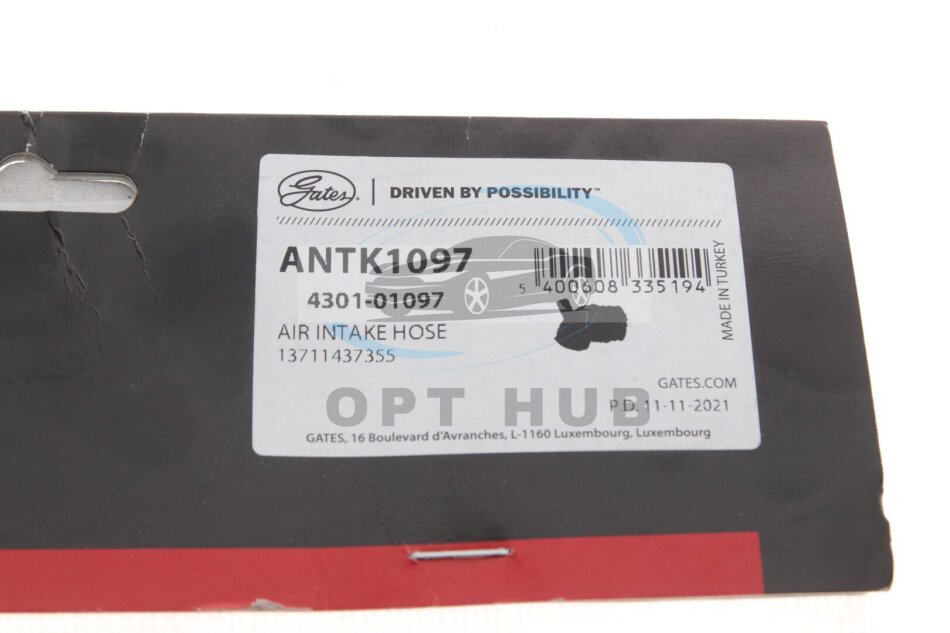 Gates® | DRIVEN BY POSSIBILITY™
ANTK1097
4301-01097
5 400608 335194
AIR INTAKE HOSE
13711437355
MADE IN TURKEY
GATES.COM
P.D. 11-11-2021
OPT HUB
GATES, 16 Boulevard d'Avranches, L-1160 Luxembourg, Luxembourg